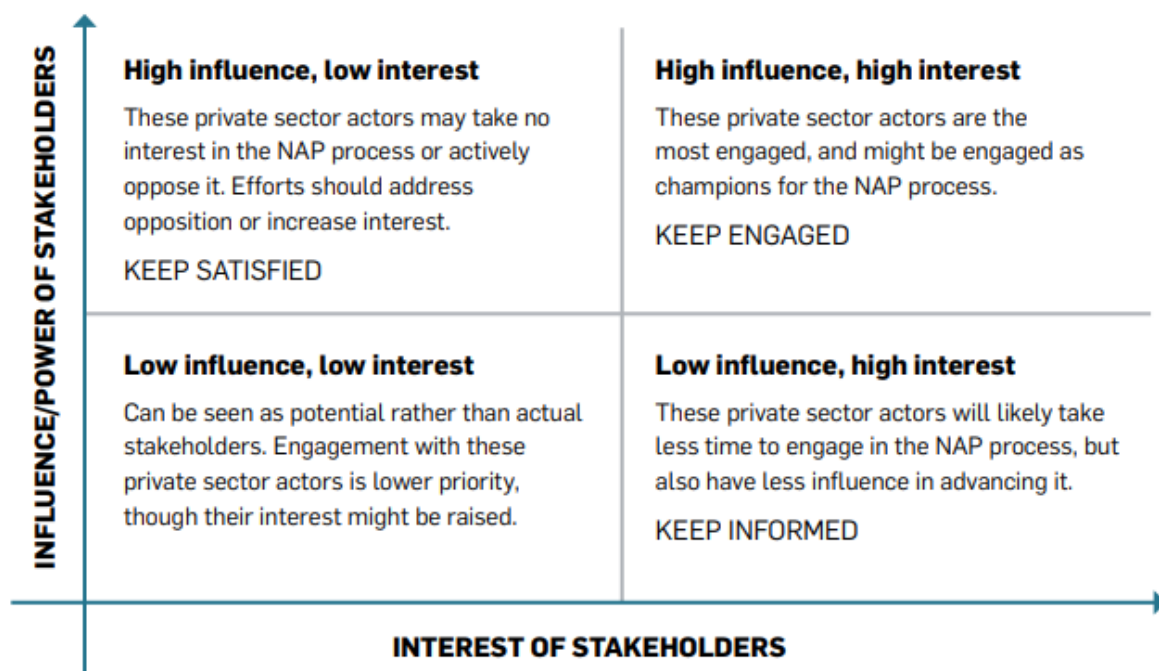 INFLUENCE/POWER OF STAKEHOLDERS
High influence, low interest
These private sector actors may take no
interest in the NAP process or actively
oppose it. Efforts should address
opposition or increase interest.
KEEP SATISFIED
High influence, high interest
These private sector actors are the
most engaged, and might be engaged as
champions for the NAP process.
KEEP ENGAGED
Low influence, low interest
Can be seen as potential rather than actual
stakeholders. Engagement with these
private sector actors is lower priority,
though their interest might be raised.
Low influence, high interest
These private sector actors will likely take
less time to engage in the NAP process, but
also have less influence in advancing it.
KEEP INFORMED
INTEREST OF STAKEHOLDERS